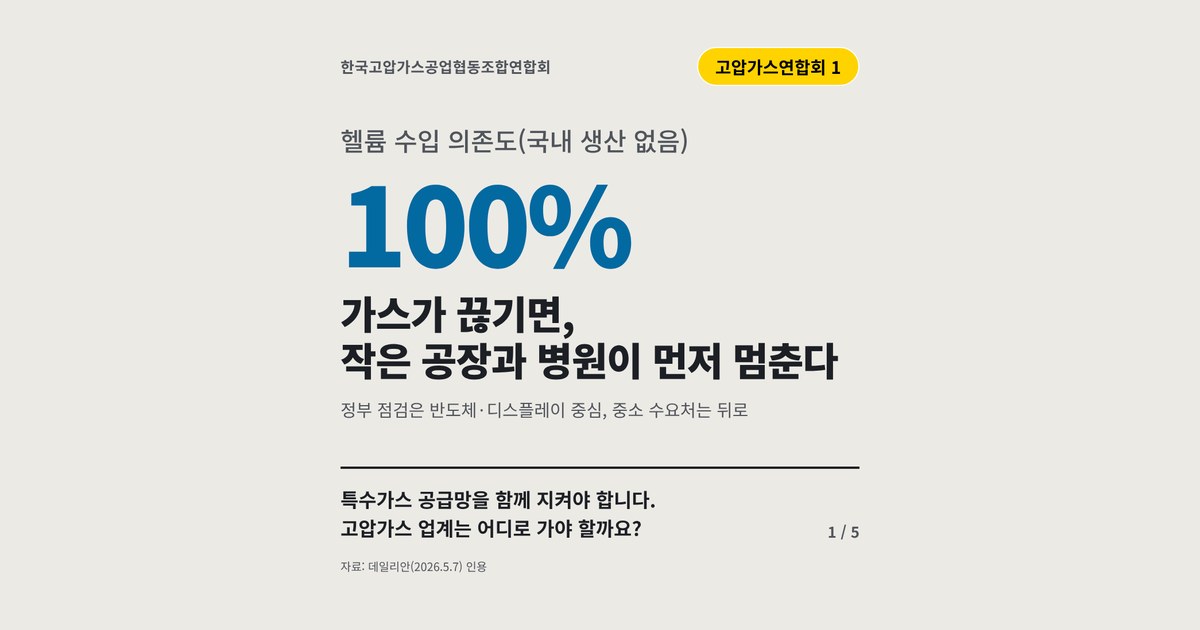 한국고압가스공업협동조합연합회
고압가스연합회 1
헬륨 수입 의존도(국내 생산 없음)
100%
가스가 끊기면,
작은 공장과 병원이 먼저 멈춘다
정부 점검은 반도체·디스플레이 중심, 중소 수요처는 뒤로
특수가스 공급망을 함께 지켜야 합니다.
고압가스 업계는 어디로 가야 할까요?
1 / 5
자료: 데일리안(2026.5.7) 인용